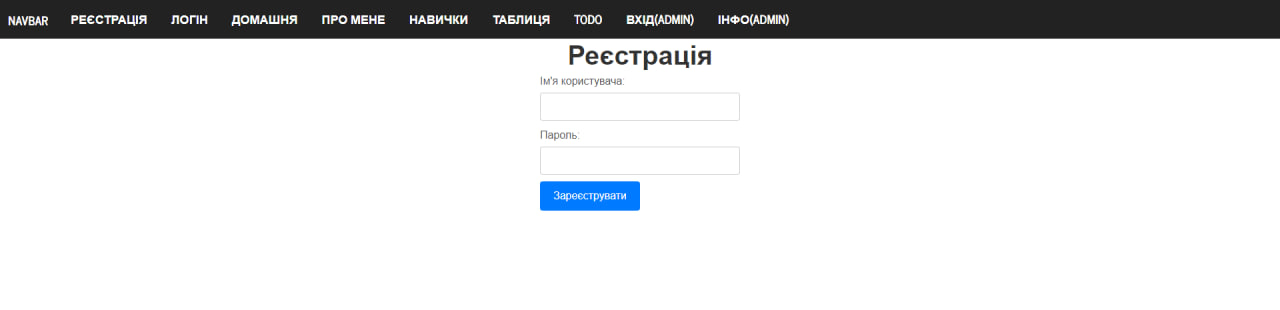 NAVBAR РЕЄСТРАЦІЯ ЛОГІН ДОМАШНЯ ПРО МЕНЕ НАВИЧКИ ТАБЛИЦЯ TODO ВХІД(ADMIN) ІНФО(ADMIN)
Реєстрація
Ім'я користувача:
Пароль:
Зареєструвати